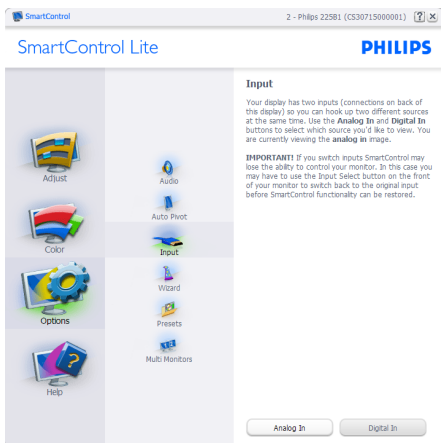 SmartControl
2 - Philips 225B1 (CS30715000001)
?
SmartControl Lite
PHILIPS
Adjust
Color
Options
Help
Audio
Auto Pivot
Input
Wizard
Presets
Multi Monitors
Input
Your display has two inputs (connections on back of
this display) so you can hook up two different sources
at the same time. Use the Analog In and Digital In
buttons to select which source you'd like to view. You
are currently viewing the analog in image.
IMPORTANT! If you switch inputs SmartControl may
lose the ability to control your monitor. In this case you
may have to use the Input Select button on the front
of your monitor to switch back to the original input
before SmartControl functionality can be restored.
Analog In
Digital In